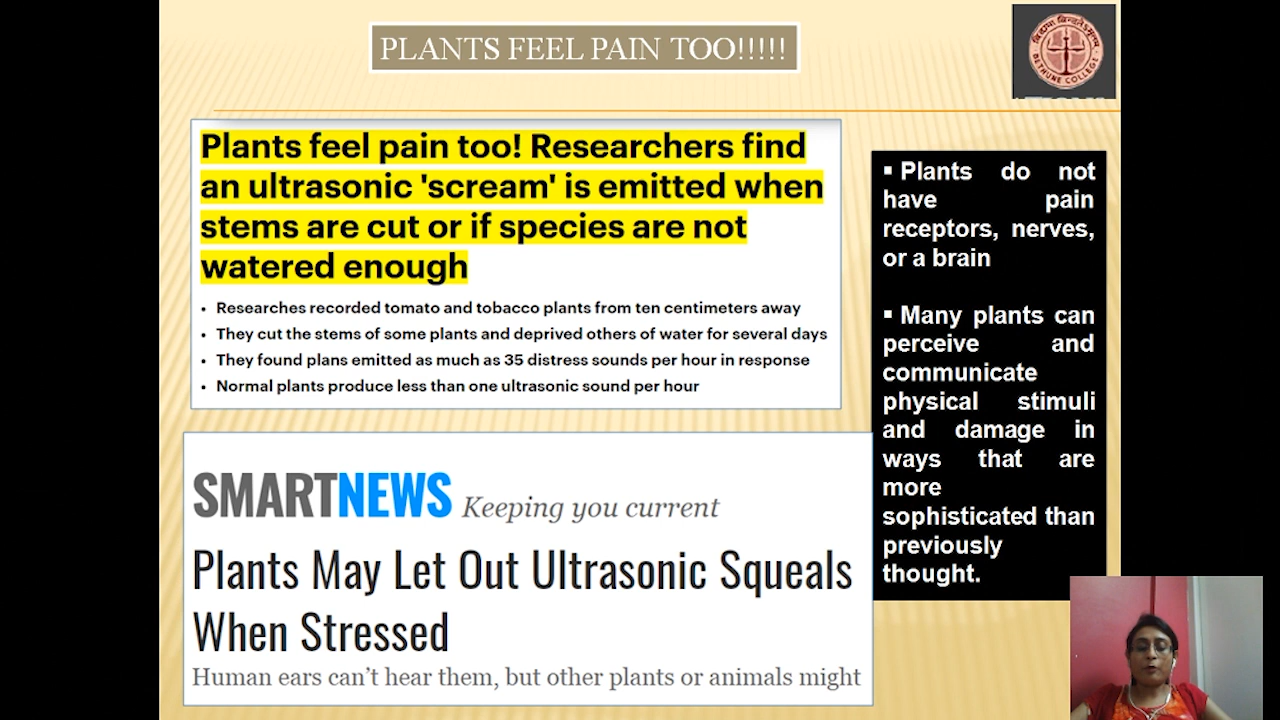 PLANTS FEEL PAIN TOO!!!!!
BETHUNE COLLEGE
Plants feel pain too! Researchers find
an ultrasonic 'scream' is emitted when
stems are cut or if species are not
watered enough
• Researches recorded tomato and tobacco plants from ten centimeters away
• They cut the stems of some plants and deprived others of water for several days
• They found plans emitted as much as 35 distress sounds per hour in response
• Normal plants produce less than one ultrasonic sound per hour
SMARTNEWS Keeping you current
Plants May Let Out Ultrasonic Squeals
When Stressed
Human ears can’t hear them, but other plants or animals might
▪ Plants do not
have pain
receptors, nerves,
or a brain
▪ Many plants can
perceive and
communicate
physical stimuli
and damage in
ways that are
more
sophisticated than
previously
thought.